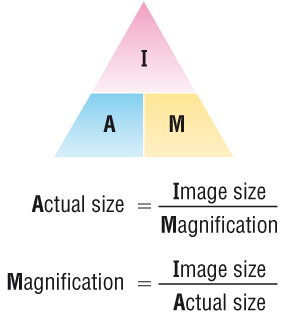 I
A M
Actual size = Image size
Magnification
Magnification = Image size
Actual size